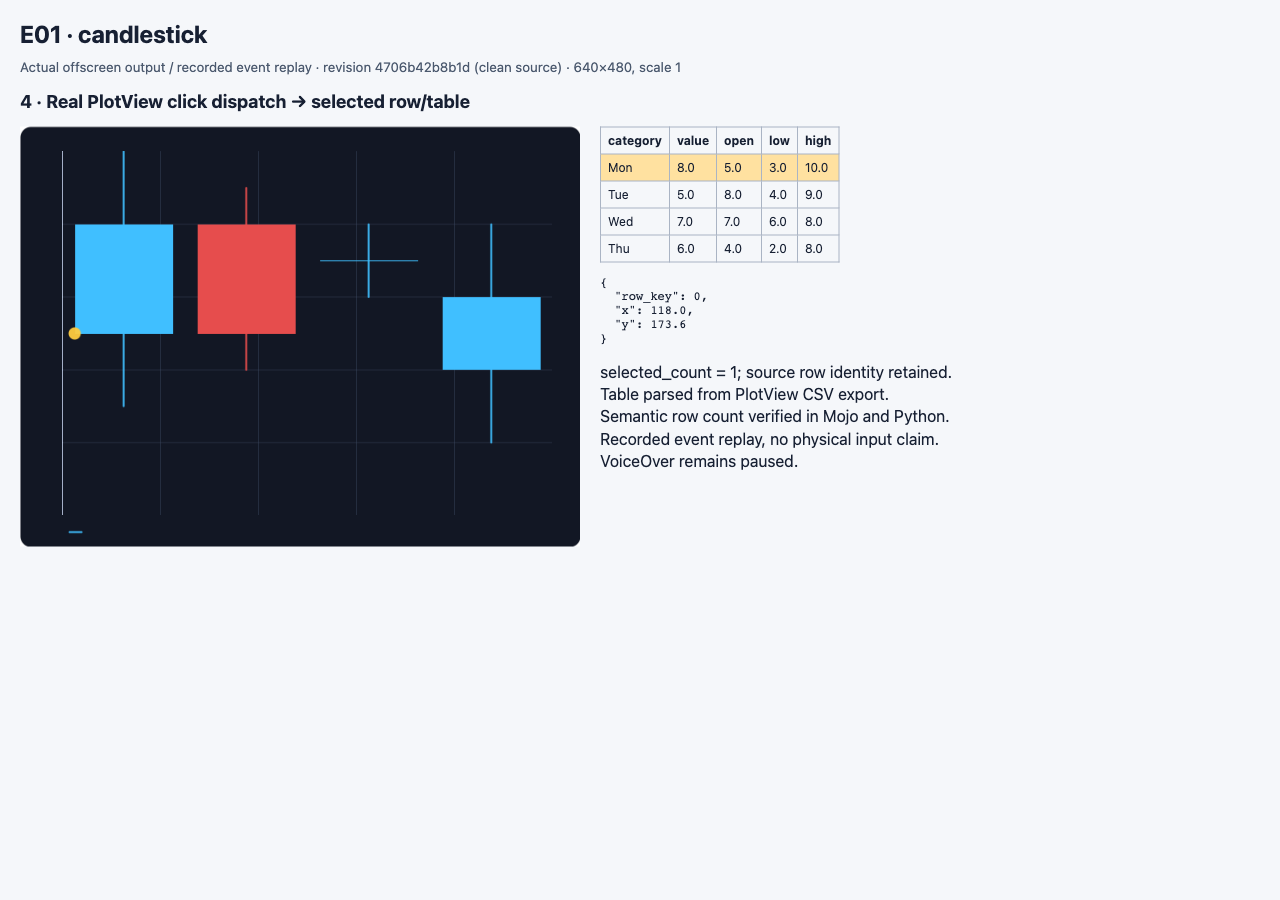 E01 · candlestick
Actual offscreen output / recorded event replay · revision 4706b42b8b1d (clean source) · 640×480, scale 1
4 · Real PlotView click dispatch → selected row/table
category value open low high
Mon 8.0 5.0 3.0 10.0
Tue 5.0 8.0 4.0 9.0
Wed 7.0 7.0 6.0 8.0
Thu 6.0 4.0 2.0 8.0
{
"row_key": 0,
"x": 118.0,
"y": 173.6
}
selected_count = 1; source row identity retained.
Table parsed from PlotView CSV export.
Semantic row count verified in Mojo and Python.
Recorded event replay, no physical input claim.
VoiceOver remains paused.